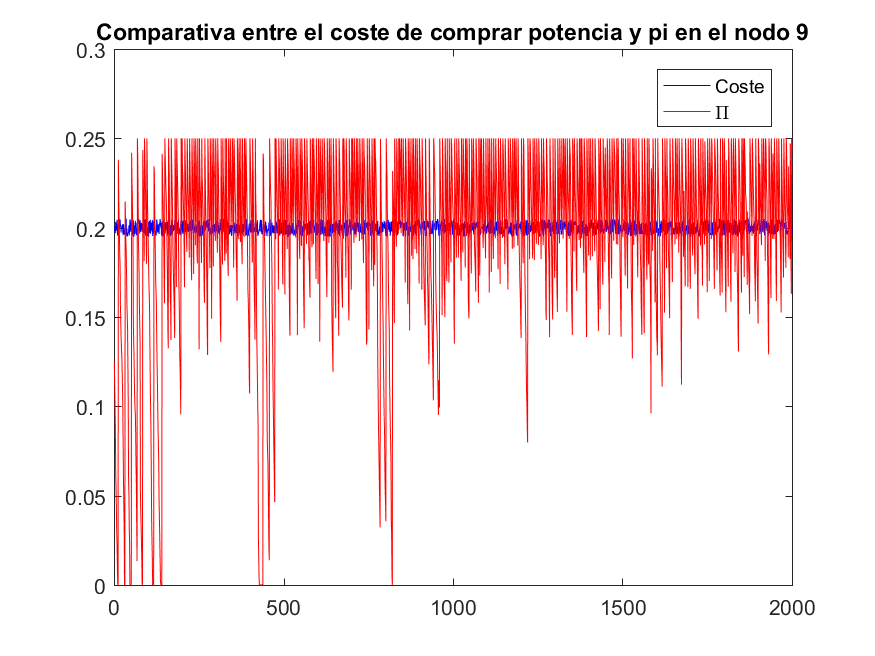 Comparativa entre el coste de comprar potencia y pi en el nodo 9
0.3
0.25
0.2
0.15
0.1
0.05
0
0 500 1000 1500 2000
Coste
Π